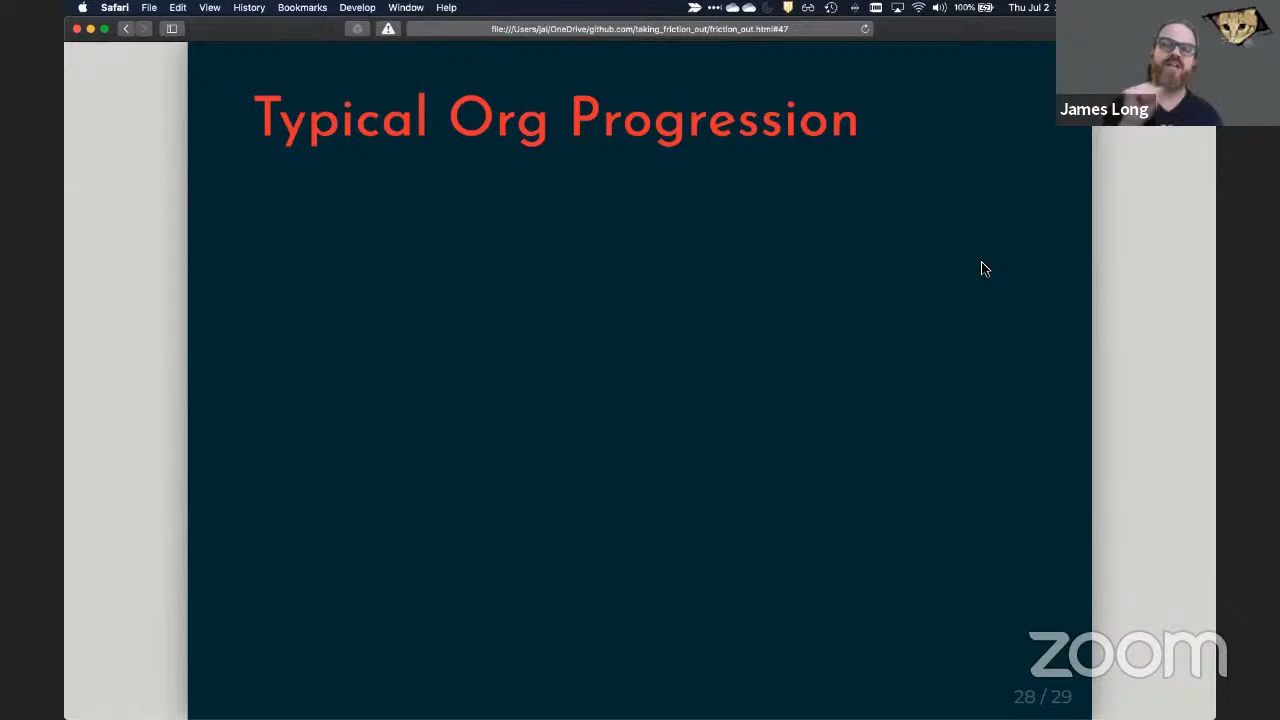 Safari File Edit View History Bookmarks Develop Window Help 100% Thu Jul 2
file:///Users/jal/OneDrive/github.com/taking_friction_out/friction_out.html#47
James Long
Typical Org Progression
zoom
28 / 29